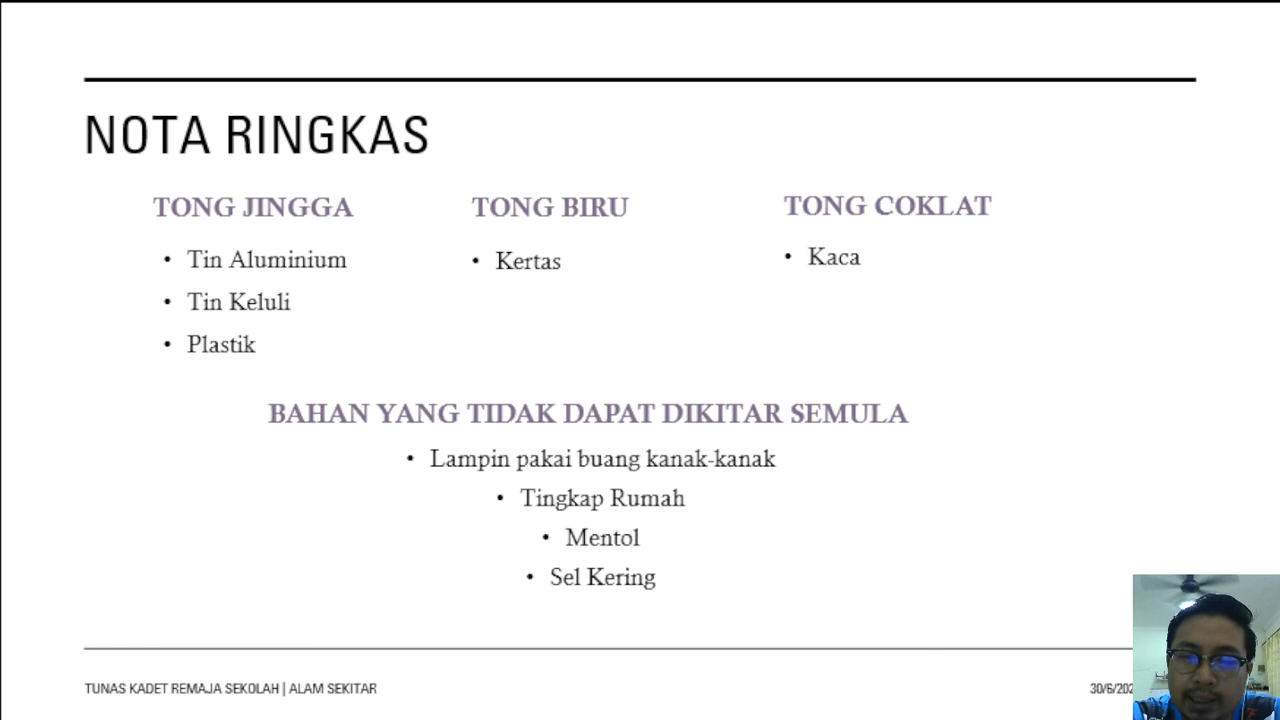 NOTA RINGKAS
TONG JINGGA
• Tin Aluminium
• Tin Keluli
• Plastik
TONG BIRU
• Kertas
TONG COKLAT
• Kaca
BAHAN YANG TIDAK DAPAT DIKITAR SEMULA
• Lampin pakai buang kanak-kanak
• Tingkap Rumah
• Mentol
• Sel Kering
TUNAS KADET REMAJA SEKOLAH | ALAM SEKITAR